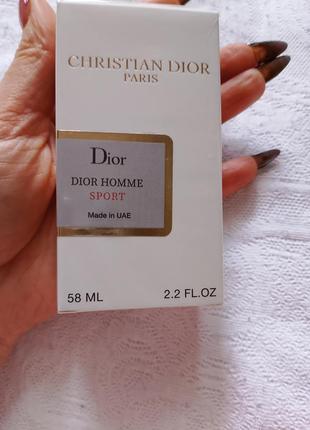 CHRISTIAN DIOR
PARIS
Dior
DIOR HOMME
SPORT
Made in UAE
58 ML 2.2 FL.OZ